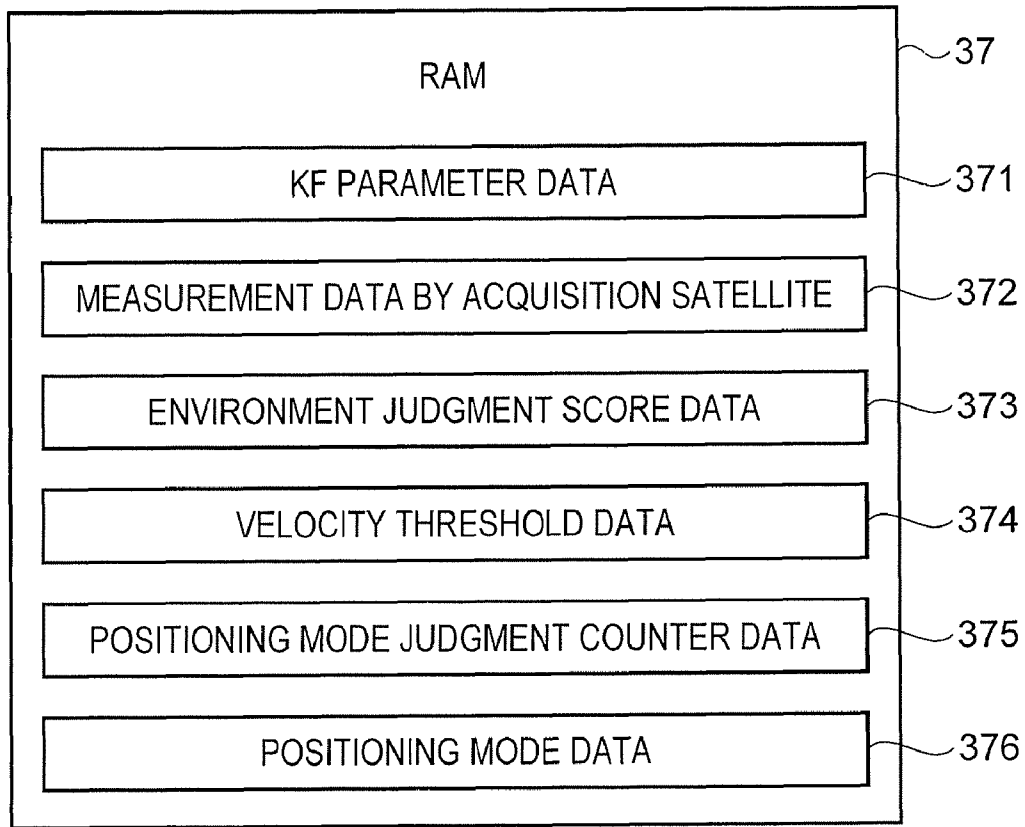 RAM
37
KF PARAMETER DATA
371
MEASUREMENT DATA BY ACQUISITION SATELLITE
372
ENVIRONMENT JUDGMENT SCORE DATA
373
VELOCITY THRESHOLD DATA
374
POSITIONING MODE JUDGMENT COUNTER DATA
375
POSITIONING MODE DATA
376